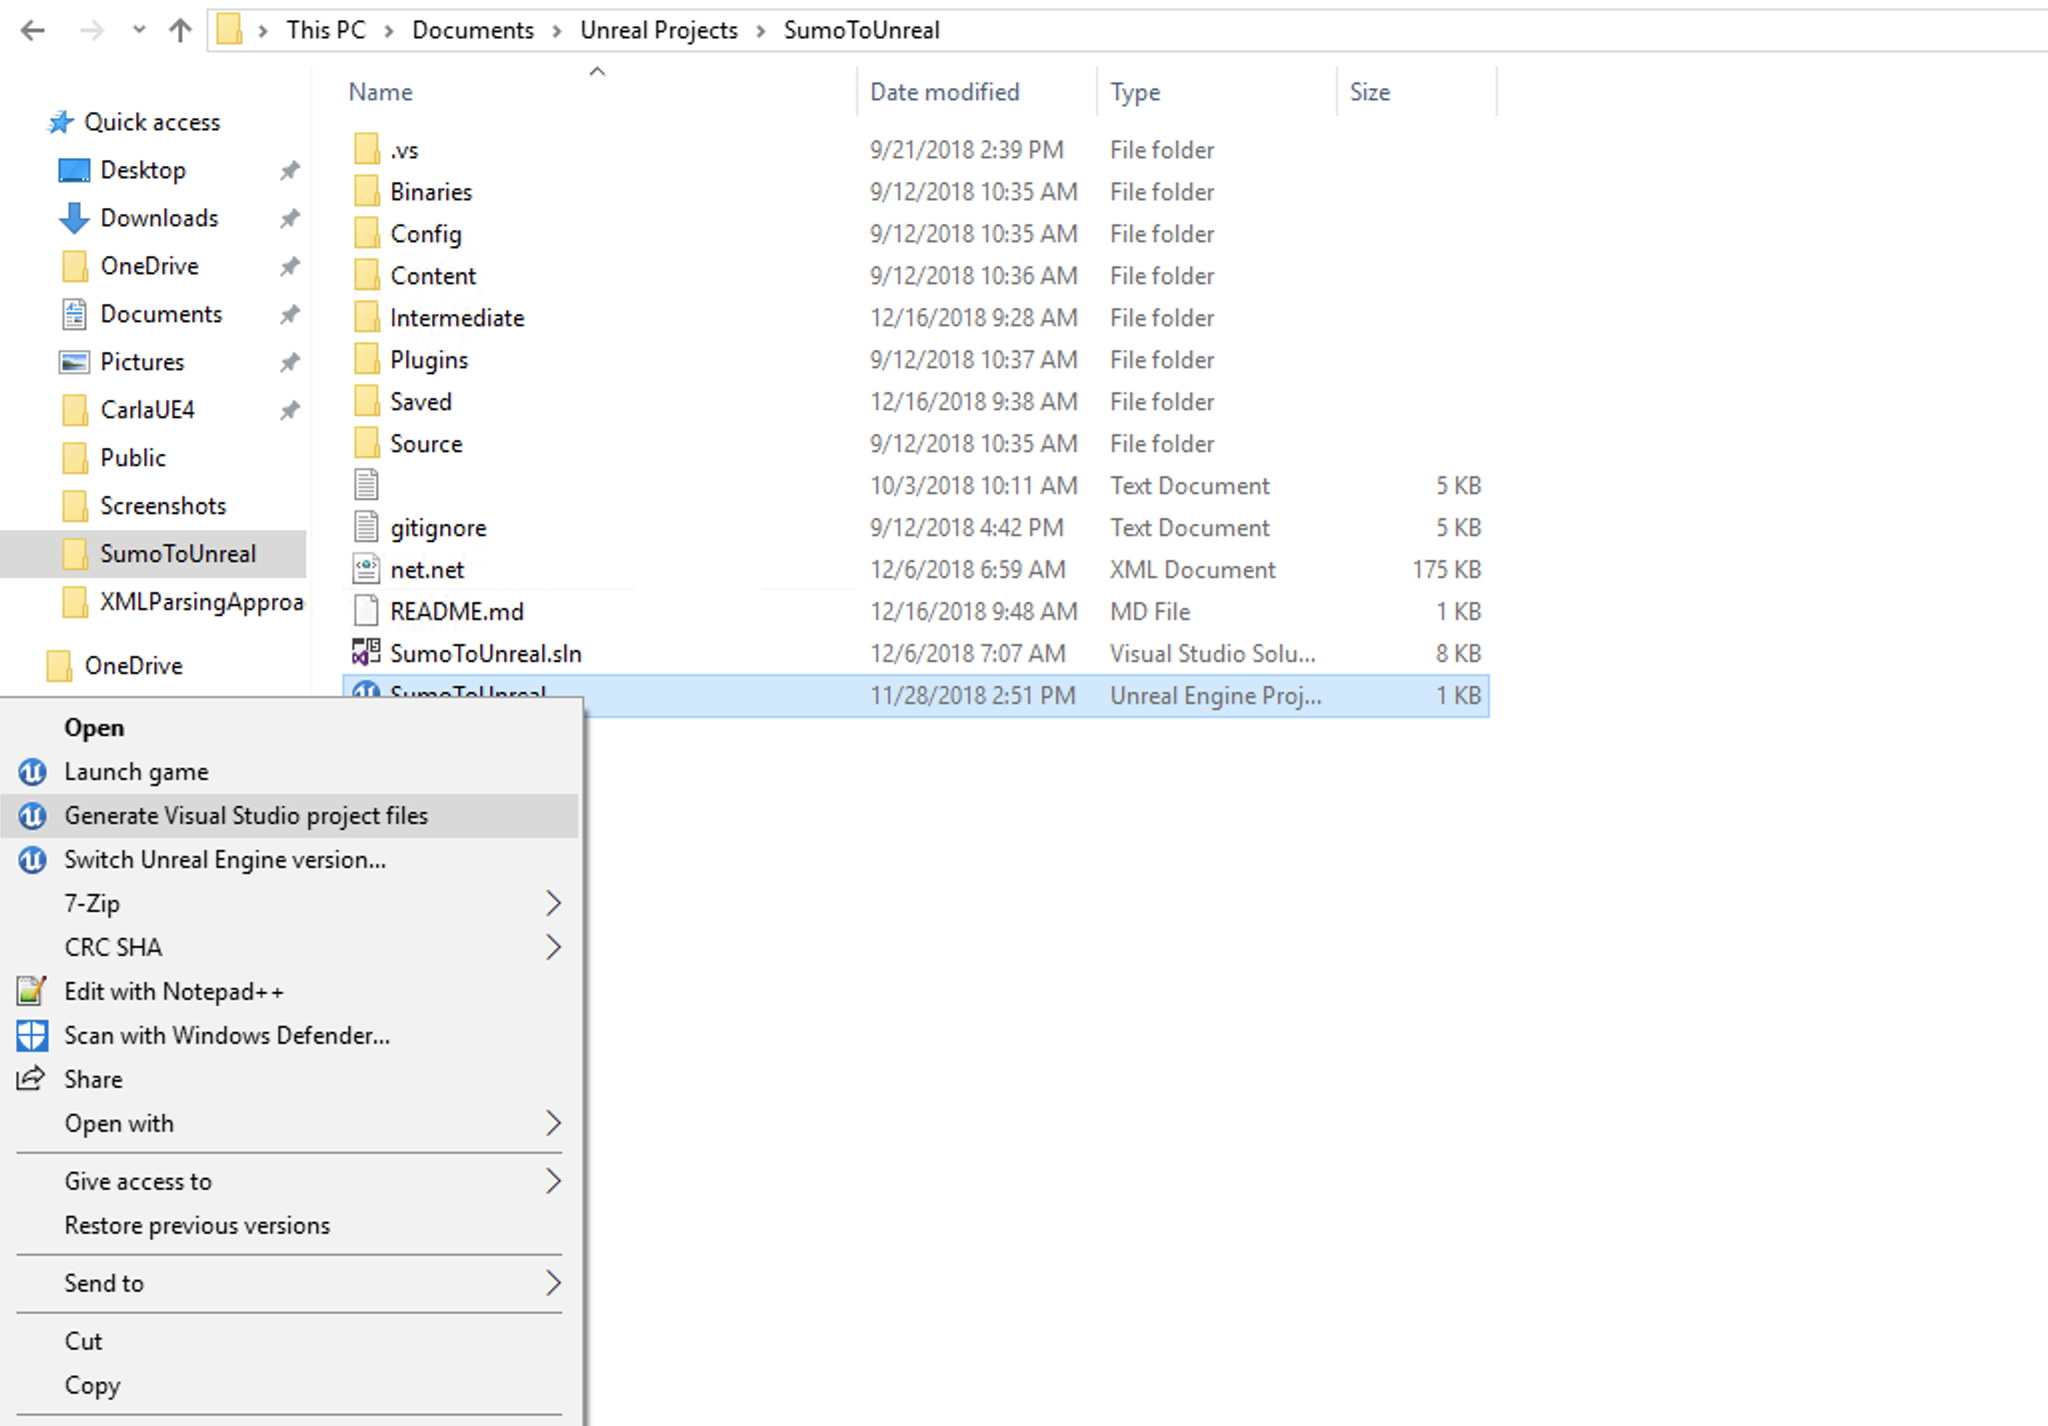 This PC > Documents > Unreal Projects > SumoToUnreal
Name Date modified Type Size
Quick access
Desktop
Downloads
OneDrive
Documents
Pictures
CarlaUE4
Public
Screenshots
SumoToUnreal
XMLParsingApproa
OneDrive
.vs 9/21/2018 2:39 PM File folder
Binaries 9/12/2018 10:35 AM File folder
Config 9/12/2018 10:35 AM File folder
Content 9/12/2018 10:36 AM File folder
Intermediate 12/16/2018 9:28 AM File folder
Plugins 9/12/2018 10:37 AM File folder
Saved 12/16/2018 9:38 AM File folder
Source 9/12/2018 10:35 AM File folder
10/3/2018 10:11 AM Text Document 5 KB
gitignore 9/12/2018 4:42 PM Text Document 5 KB
net.net 12/6/2018 6:59 AM XML Document 175 KB
README.md 12/16/2018 9:48 AM MD File 1 KB
SumoToUnreal.sln 12/6/2018 7:07 AM Visual Studio Solu... 8 KB
SumoToUnreal 11/28/2018 2:51 PM Unreal Engine Proj... 1 KB
Open
Launch game
Generate Visual Studio project files
Switch Unreal Engine version...
7-Zip
CRC SHA
Edit with Notepad++
Scan with Windows Defender...
Share
Open with
Give access to
Restore previous versions
Send to
Cut
Copy